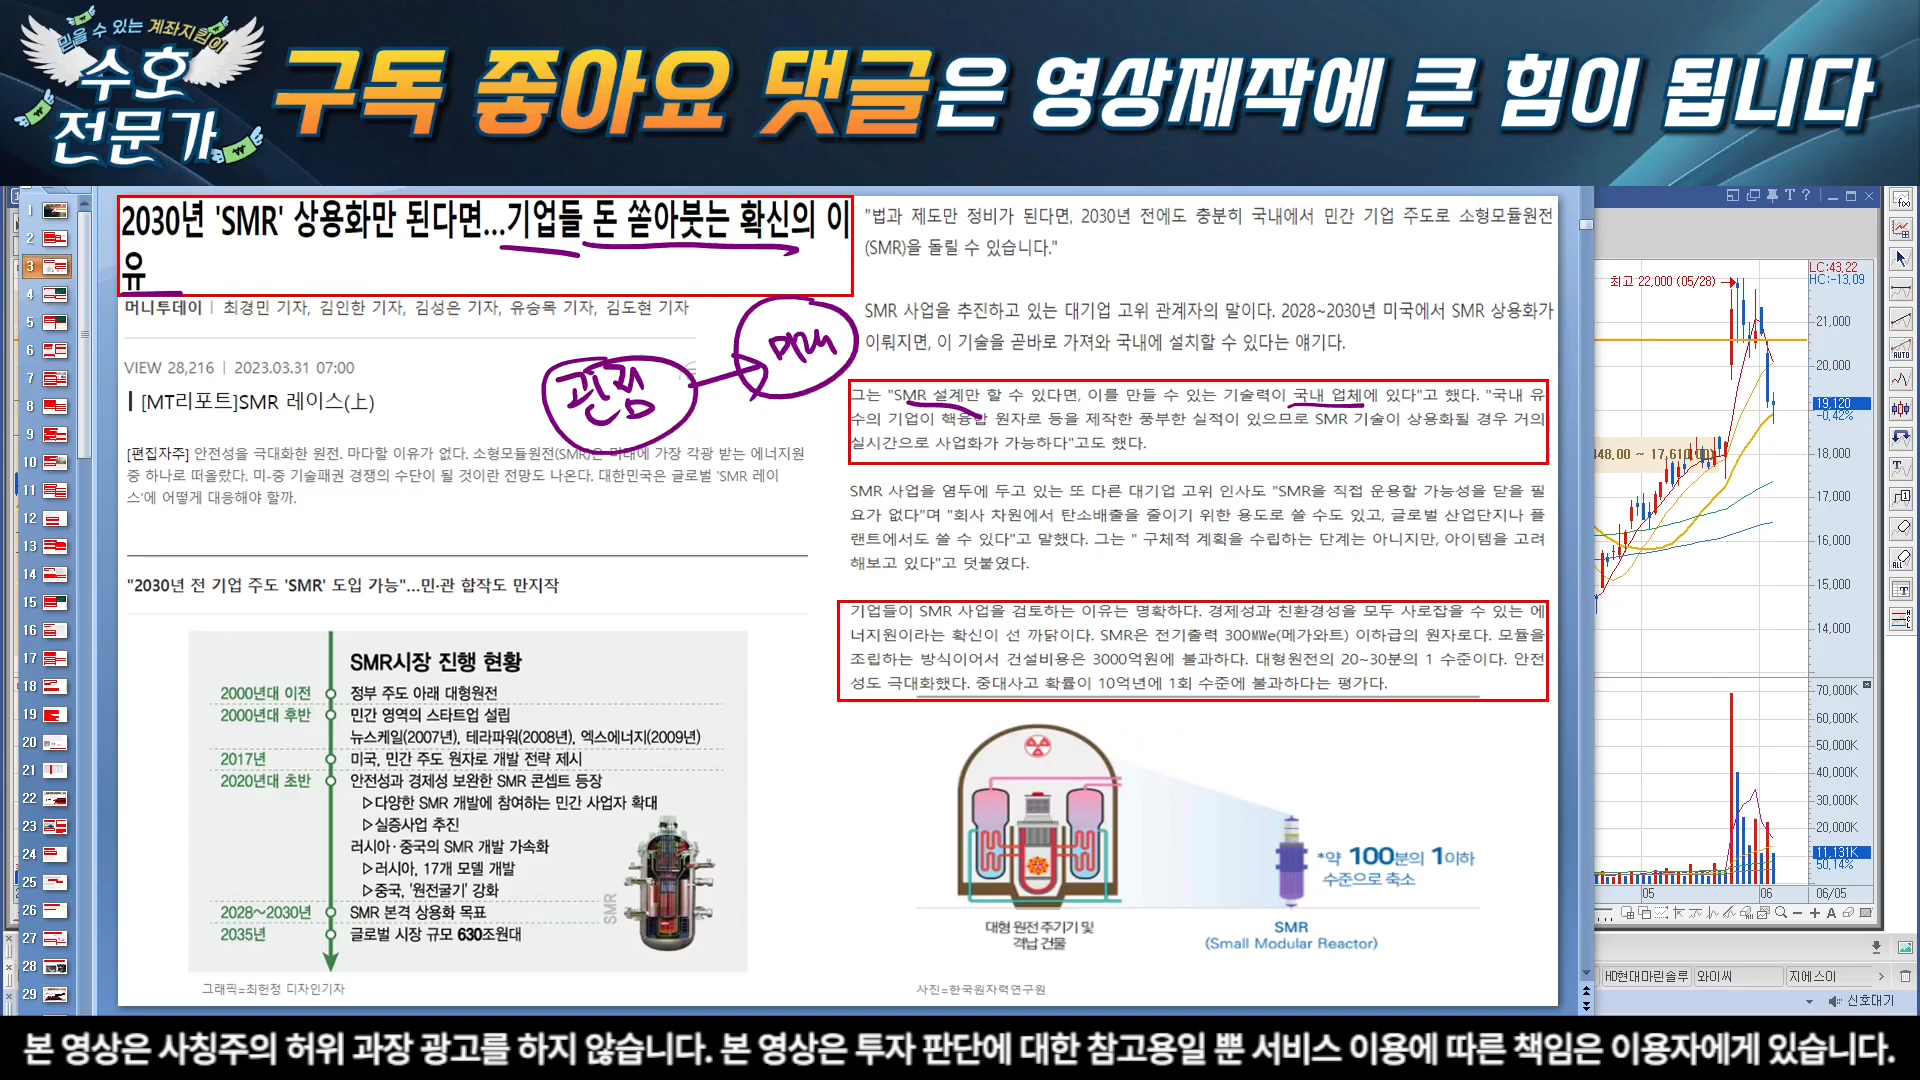 믿을 수 있는 계좌지킴이
수호
전문가
구독 좋아요 댓글은 영상제작에 큰 힘이 됩니다
2030년 'SMR' 상용화만 된다면...기업들 돈 쏟아붓는 확신의 이
유
머니투데이 | 최경민 기자, 김인한 기자, 김성은 기자, 유승목 기자, 김도현 기자
VIEW 28,216 | 2023.03.31 07:00
[MT리포트]SMR 레이스(上)
관점
[편집자주] 안전성을 극대화한 원전. 마다할 이유가 없다. 소형모듈원전(SMR)은 미래에 가장 각광 받는 에너지원
중 하나로 떠올랐다. 미-중 기술패권 경쟁의 수단이 될 것이란 전망도 나온다. 대한민국은 글로벌 'SMR 레이
스'에 어떻게 대응해야 할까.
"2030년 전 기업 주도 'SMR' 도입 가능"...민·관 합작도 만지작
SMR시장 진행 현황
2000년대 이전 정부 주도 아래 대형원전
2000년대 후반 민간 영역의 스타트업 설립
뉴스케일(2007년), 테라파워(2008년), 엑스에너지(2009년)
2017년 미국, 민간 주도 원자로 개발 전략 제시
2020년대 초반 안전성과 경제성 보완한 SMR 콘셉트 등장
▷다양한 SMR 개발에 참여하는 민간 사업자 확대
▷실증사업 추진
러시아·중국의 SMR 개발 가속화
▷러시아, 17개 모델 개발
▷중국, '원전굴기' 강화
2028~2030년 SMR 본격 상용화 목표
2035년 글로벌 시장 규모 630조원대
SMR
그래픽=최헌정 디자인기자
"법과 제도만 정비가 된다면, 2030년 전에도 충분히 국내에서 민간 기업 주도로 소형모듈원전
(SMR)을 돌릴 수 있습니다."
SMR 사업을 추진하고 있는 대기업 고위 관계자의 말이다. 2028~2030년 미국에서 SMR 상용화가
이뤄지면, 이 기술을 곧바로 가져와 국내에 설치할 수 있다는 얘기다.
그는 "SMR 설계만 할 수 있다면, 이를 만들 수 있는 기술력이 국내 업체에 있다"고 했다. "국내 유
수의 기업이 핵융합 원자로 등을 제작한 풍부한 실적이 있으므로 SMR 기술이 상용화될 경우 거의
실시간으로 사업화가 가능하다"고도 했다.
SMR 사업을 염두에 두고 있는 또 다른 대기업 고위 인사도 "SMR을 직접 운용할 가능성을 닫을 필
요가 없다"며 "회사 차원에서 탄소배출을 줄이기 위한 용도로 쓸 수도 있고, 글로벌 산업단지나 플
랜트에서도 쓸 수 있다"고 말했다. 그는 " 구체적 계획을 수립하는 단계는 아니지만, 아이템을 고려
해보고 있다"고 덧붙였다.
기업들이 SMR 사업을 검토하는 이유는 명확하다. 경제성과 친환경성을 모두 사로잡을 수 있는 에
너지원이라는 확신이 선 까닭이다. SMR은 전기출력 300MWe(메가와트) 이하급의 원자로다. 모듈을
조립하는 방식이어서 건설비용은 3000억원에 불과하다. 대형원전의 20~30분의 1 수준이다. 안전
성도 극대화했다. 중대사고 확률이 10억년에 1회 수준에 불과하다는 평가다.
*약 100분의 1이하
수준으로 축소
대형 원전 주기기 및
격납 건물
SMR
(Small Modular Reactor)
사진=한국원자력연구원
최고 22,000 (05/28)
LC:43,22
HC:-13,09
21,000
20,000
19,120
-0,42%
18,000
48,00 ~ 17,610,00)
17,000
16,000
15,000
14,000
70,000K
60,000K
50,000K
40,000K
30,000K
20,000K
11,131K
50,14%
05 06 06/05
HD현대마린솔루 와이씨 지에스이
신호대기
1
2
3
4
5
6
7
8
9
10
11
12
13
14
15
16
17
18
19
20
21
22
23
24
25
26
27
28
29
본 영상은 사칭주의 허위 과장 광고를 하지 않습니다. 본 영상은 투자 판단에 대한 참고용일 뿐 서비스 이용에 따른 책임은 이용자에게 있습니다.